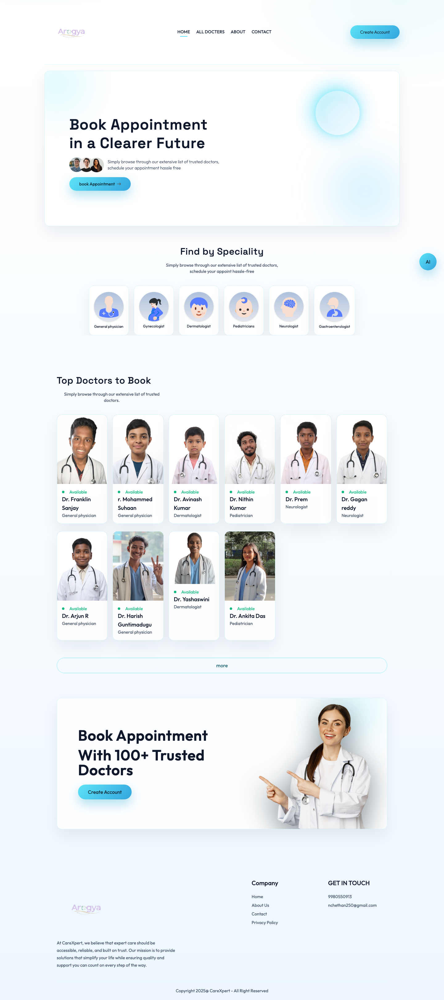 Arogya
HOME
ALL DOCTERS
ABOUT
CONTACT
Create Account
Book Appointment
in a Clearer Future
Simply browse through our extensive list of trusted doctors,
schedule your appointment hassle free
book Appointment →
AI
Find by Speciality
Simply browse through our extensive list of trusted doctors,
schedule your appoint hassle-free
General physician
Gynecologist
Dermatologist
Pediatricians
Neurologist
Gastroenterologist
Top Doctors to Book
Simply browse through our extensive list of trusted
doctors.
Available
Dr. Franklin
Sanjay
General physician
Available
r. Mohammed
Suhaan
General physician
Available
Dr. Avinash
Kumar
Dermatologist
Available
Dr. Nithin
Kumar
Pediatrician
Available
Dr. Prem
Neurologist
Available
Dr. Gagan
reddy
Neurologist
Available
Dr. Arjun R
General physician
Available
Dr. Harish
Guntimadugu
General physician
Available
Dr. Yashaswini
Dermatologist
Available
Dr. Ankita Das
Pediatrician
more
Book Appointment
With 100+ Trusted
Doctors
Create Account
Arogya
At CareXpert, we believe that expert care should be
accessible, reliable, and built on trust. Our mission is to provide
solutions that simplify your life while ensuring quality and
support you can count on every step of the way.
Company
Home
About Us
Contact
Privacy Policy
GET IN TOUCH
9980550913
nchethan250@gmail.com
Copyright 2025@ CareXpert - All Right Reserved